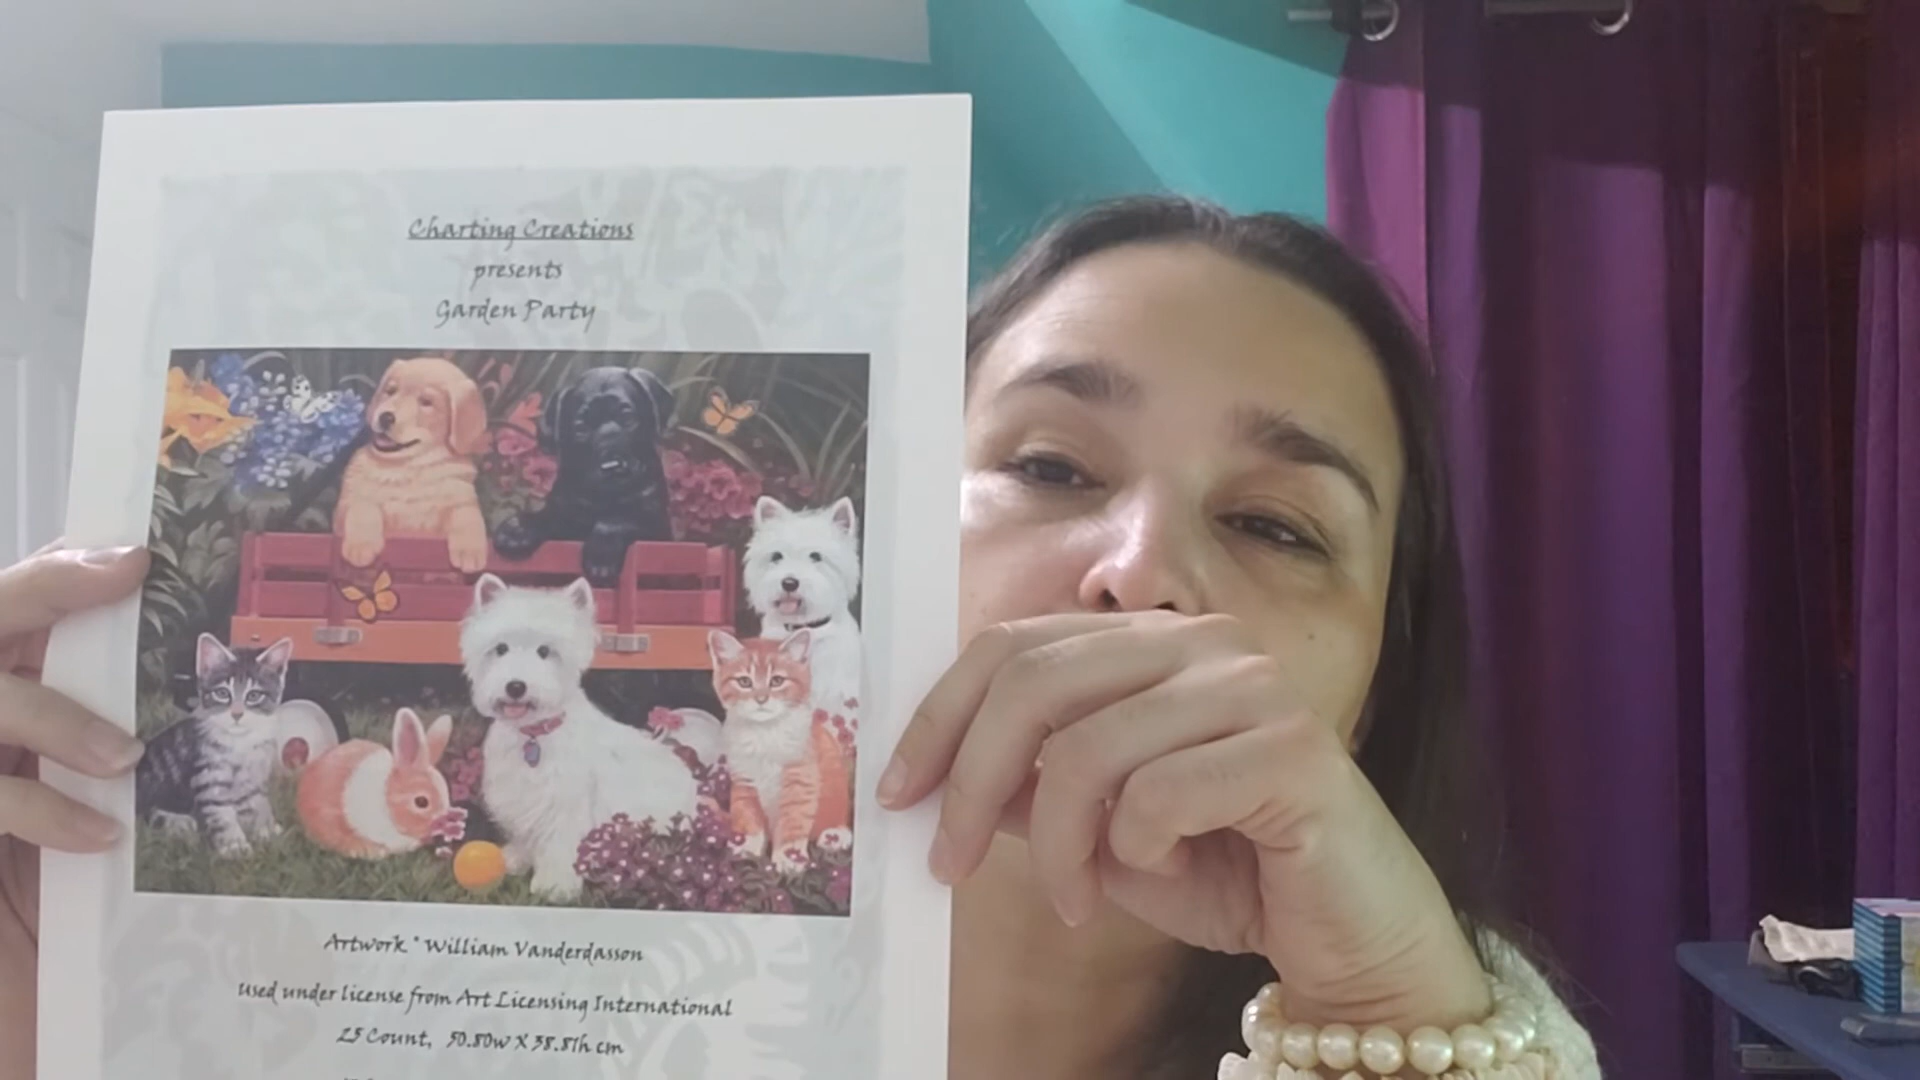 Charting Creations
presents
Garden Party
Artwork * William Vanderdasson
Used under license from Art Licensing International
25 Count, 50.80w X 38.81h cm